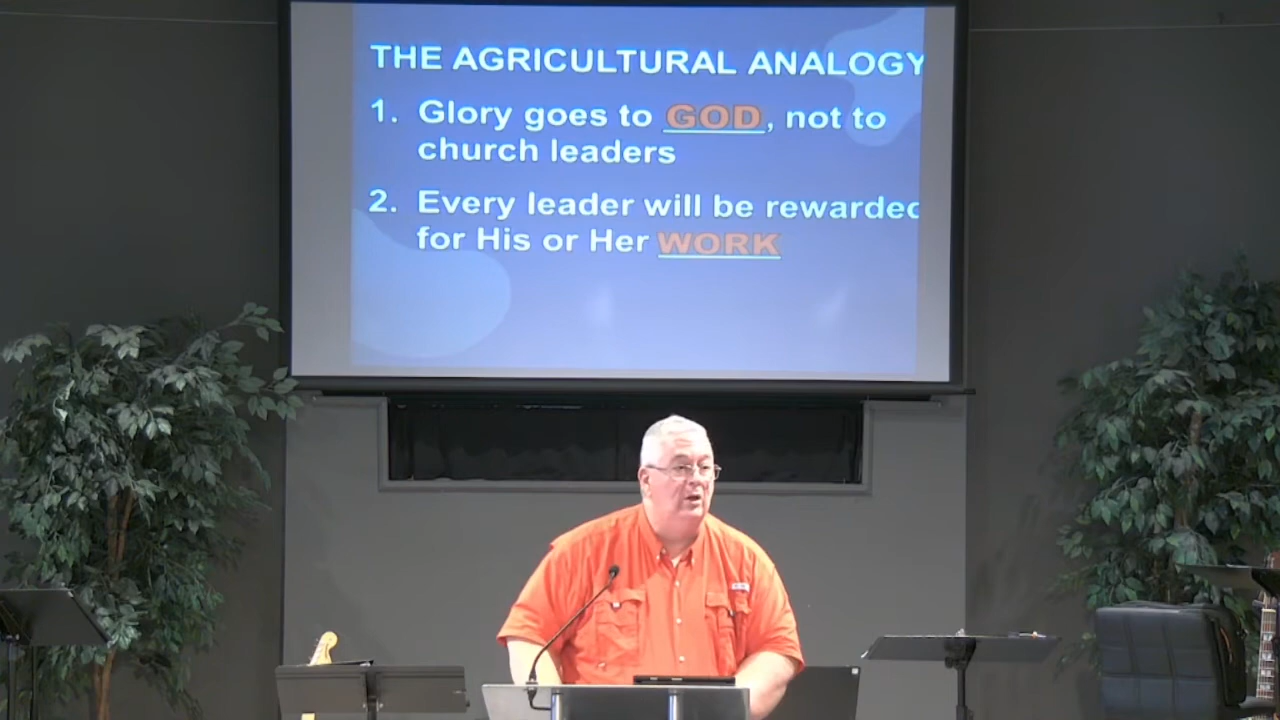 THE AGRICULTURAL ANALOGY
1. Glory goes to GOD, not to
church leaders
2. Every leader will be rewarded
for His or Her WORK